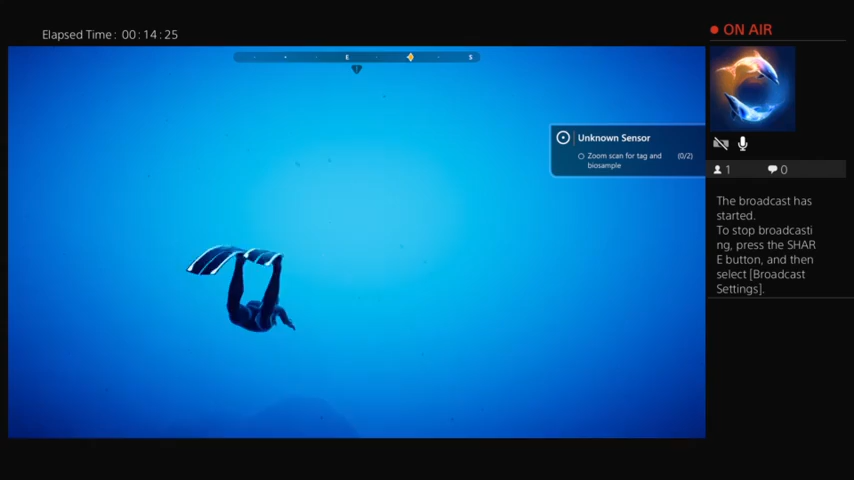 Elapsed Time: 00:14:25
ON AIR
E
S
Unknown Sensor
Zoom scan for tag and (0/2)
biosample
1 0
The broadcast has
started.
To stop broadcasti
ng, press the SHAR
E button, and then
select [Broadcast
Settings].